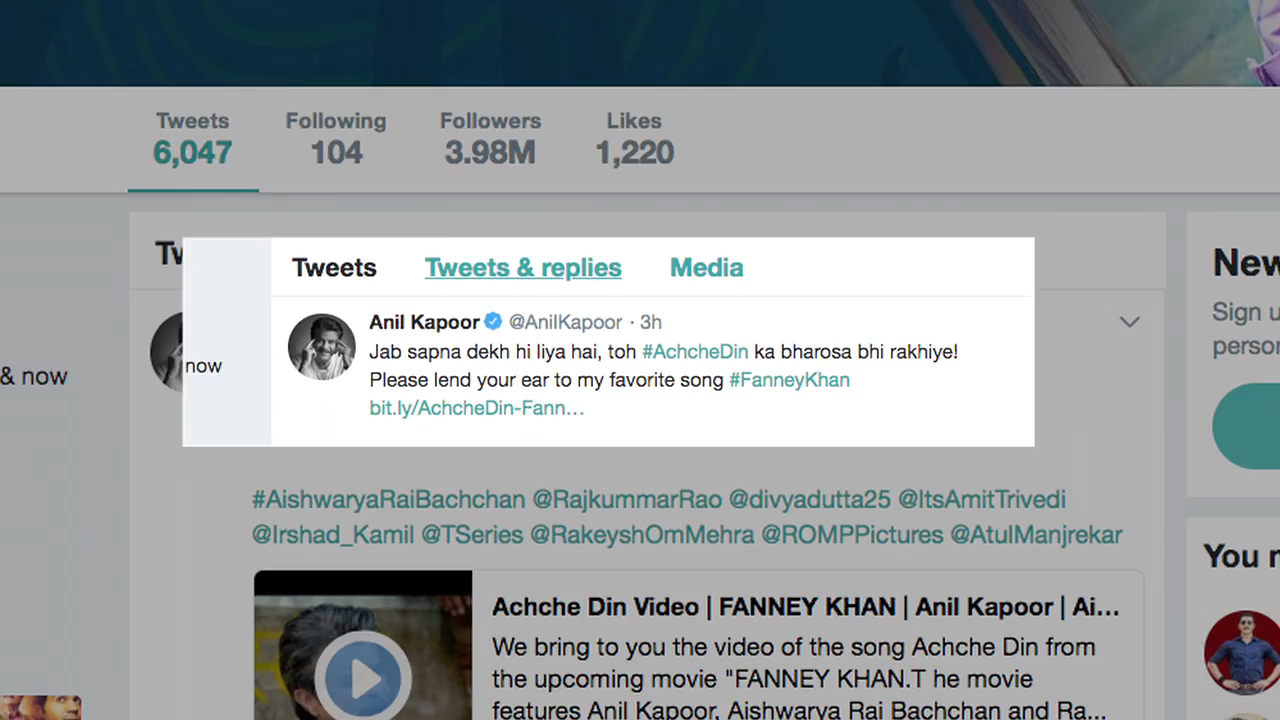 Tweets Following Followers Likes
6,047 104 3.98M 1,220
Tweets Tweets & replies Media
Anil Kapoor @AnilKapoor · 3h
Jab sapna dekh hi liya hai, toh #AchcheDin ka bharosa bhi rakhiye!
Please lend your ear to my favorite song #FanneyKhan
bit.ly/AchcheDin-Fann…
now
& now
#AishwaryaRaiBachchan @RajkummarRao @divyadutta25 @ItsAmitTrivedi
@Irshad_Kamil @TSeries @RakeyshOmMehra @ROMPPictures @AtulManjrekar
Achche Din Video | FANNEY KHAN | Anil Kapoor | Ai...
We bring to you the video of the song Achche Din from
the upcoming movie "FANNEY KHAN.T he movie
features Anil Kapoor, Aishwarya Rai Bachchan and Ra...
New
Sign u
person
You